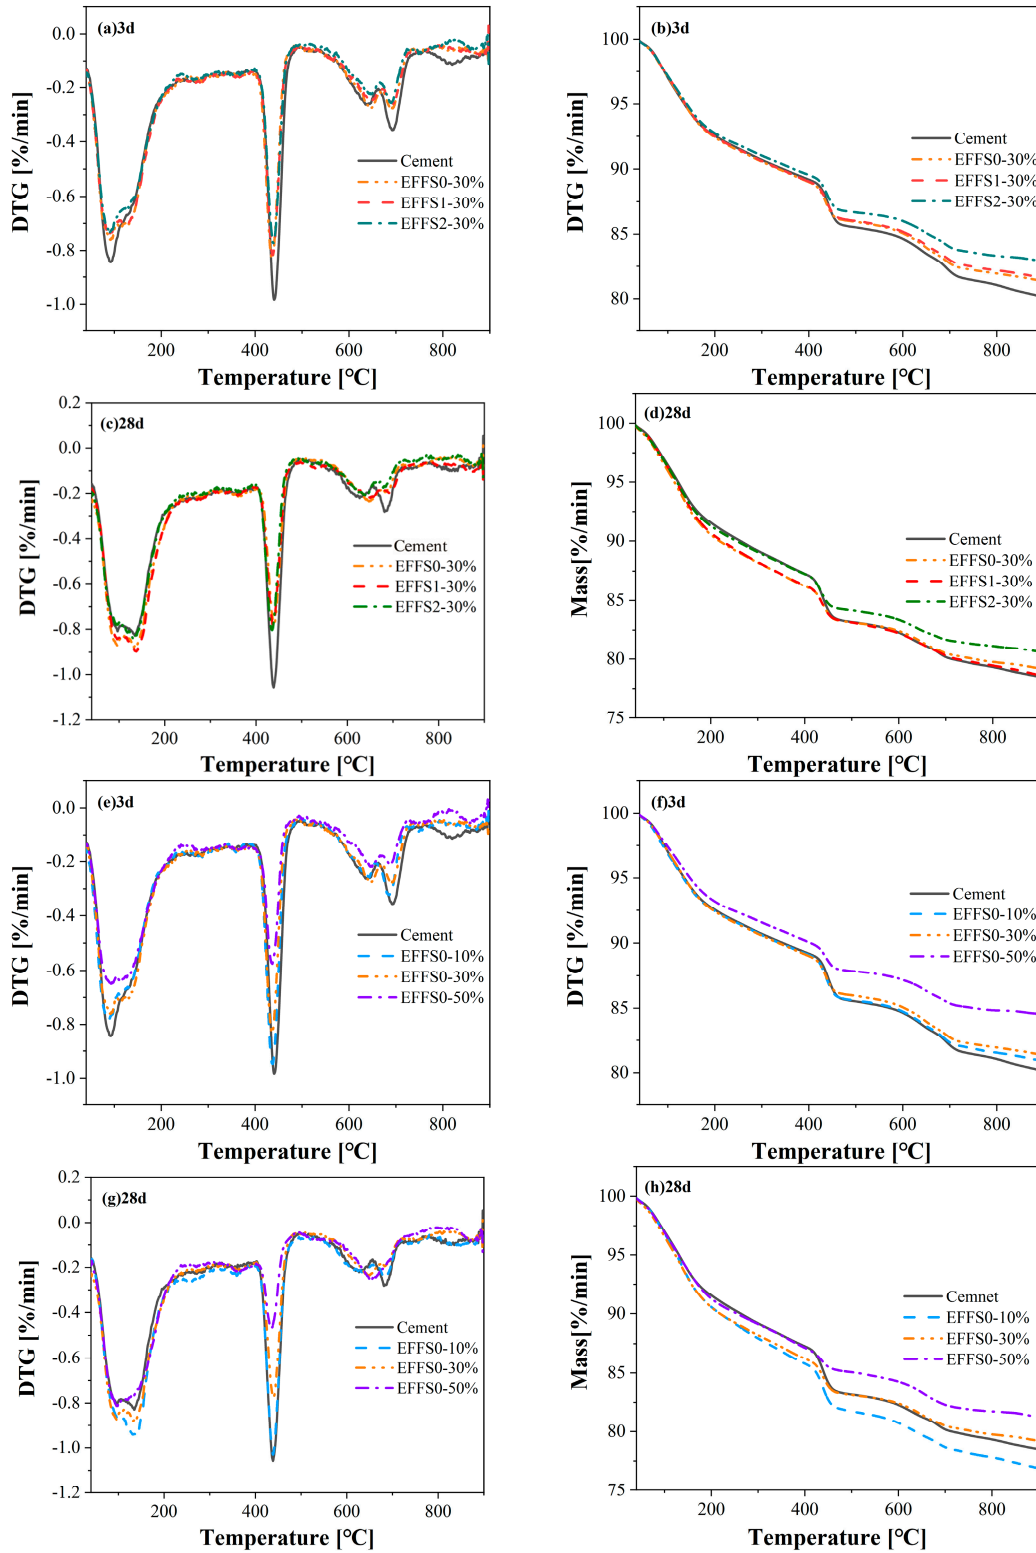 (a)3d
0.0
-0.2
-0.4
-0.6
-0.8
-1.0
DTG [%/min]
Cement
EFFS0-30%
EFFS1-30%
EFFS2-30%
200
400
600
800
Temperature [℃]
(b)3d
100
95
90
85
80
DTG [%/min]
Cement
EFFS0-30%
EFFS1-30%
EFFS2-30%
200
400
600
800
Temperature [℃]
(c)28d
0.2
0.0
-0.2
-0.4
-0.6
-0.8
-1.0
-1.2
DTG [%/min]
Cement
EFFS0-30%
EFFS1-30%
EFFS2-30%
200
400
600
800
Temperature [℃]
(d)28d
100
95
90
85
80
75
Mass[%/min]
Cement
EFFS0-30%
EFFS1-30%
EFFS2-30%
200
400
600
800
Temperature [℃]
(e)3d
0.0
-0.2
-0.4
-0.6
-0.8
-1.0
DTG [%/min]
Cement
EFFS0-10%
EFFS0-30%
EFFS0-50%
200
400
600
800
Temperature [℃]
(f)3d
100
95
90
85
80
DTG [%/min]
Cement
EFFS0-10%
EFFS0-30%
EFFS0-50%
200
400
600
800
Temperature [℃]
(g)28d
0.2
0.0
-0.2
-0.4
-0.6
-0.8
-1.0
-1.2
DTG [%/min]
Cement
EFFS0-10%
EFFS0-30%
EFFS0-50%
200
400
600
800
Temperature [℃]
(h)28d
100
95
90
85
80
75
Mass[%/min]
Cemnet
EFFS0-10%
EFFS0-30%
EFFS0-50%
200
400
600
800
Temperature [℃]